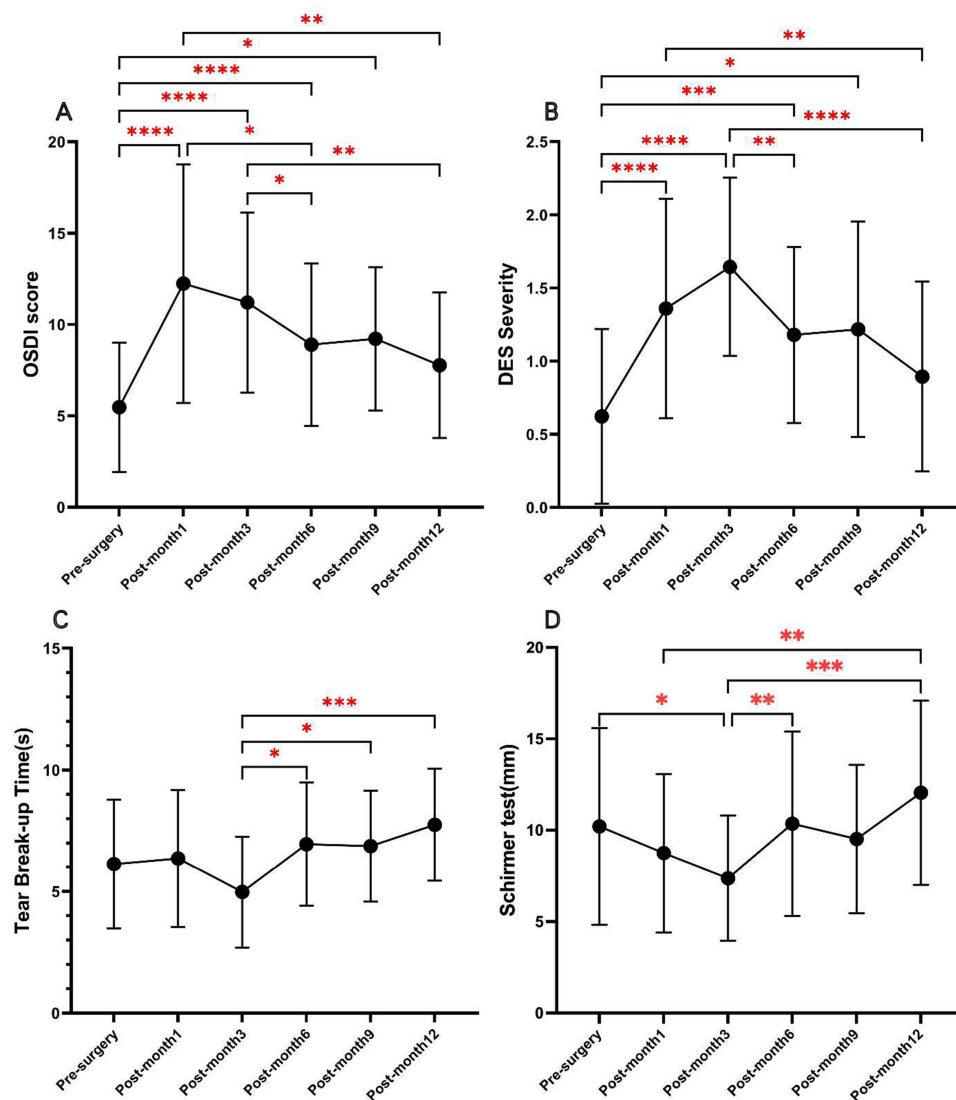 **
*
****
****
****
*
**
*
A
OSDI score
20
15
10
5
0
Pre-surgery
Post-month1
Post-month3
Post-month6
Post-month9
Post-month12
**
*
***
****
****
**
****
B
DES Severity
2.5
2.0
1.5
1.0
0.5
0.0
Pre-surgery
Post-month1
Post-month3
Post-month6
Post-month9
Post-month12
C
***
*
*
Tear Break-up Time(s)
15
10
5
0
Pre-surgery
Post-month1
Post-month3
Post-month6
Post-month9
Post-month12
D
**
***
*
**
Schirmer test(mm)
20
15
10
5
0
Pre-surgery
Post-month1
Post-month3
Post-month6
Post-month9
Post-month12